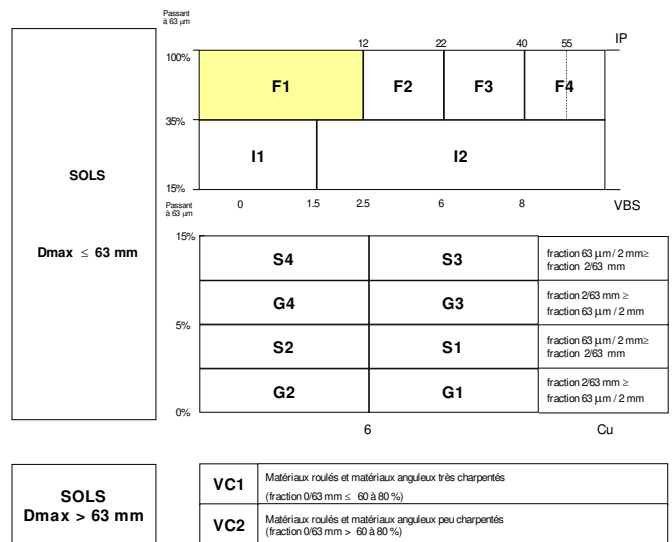 Passant
à 63 µm
12 22 40 55 IP
100%
F1 F2 F3 F4
35%
I1 I2
15%
Passant
à 63 µm
0 1.5 2.5 6 8 VBS
SOLS
Dmax ≤ 63 mm
15%
S4 S3 fraction 63 µm / 2 mm≥
fraction 2/63 mm
G4 G3 fraction 2/63 mm ≥
fraction 63 µm / 2 mm
5%
S2 S1 fraction 63 µm / 2 mm≥
fraction 2/63 mm
G2 G1 fraction 2/63 mm ≥
fraction 63 µm / 2 mm
0%
6 Cu
SOLS
Dmax > 63 mm
VC1 Matériaux roulés et matériaux anguleux très charpentés
(fraction 0/63 mm ≤ 60 à 80 %)
VC2 Matériaux roulés et matériaux anguleux peu charpentés
(fraction 0/63 mm > 60 à 80 %)